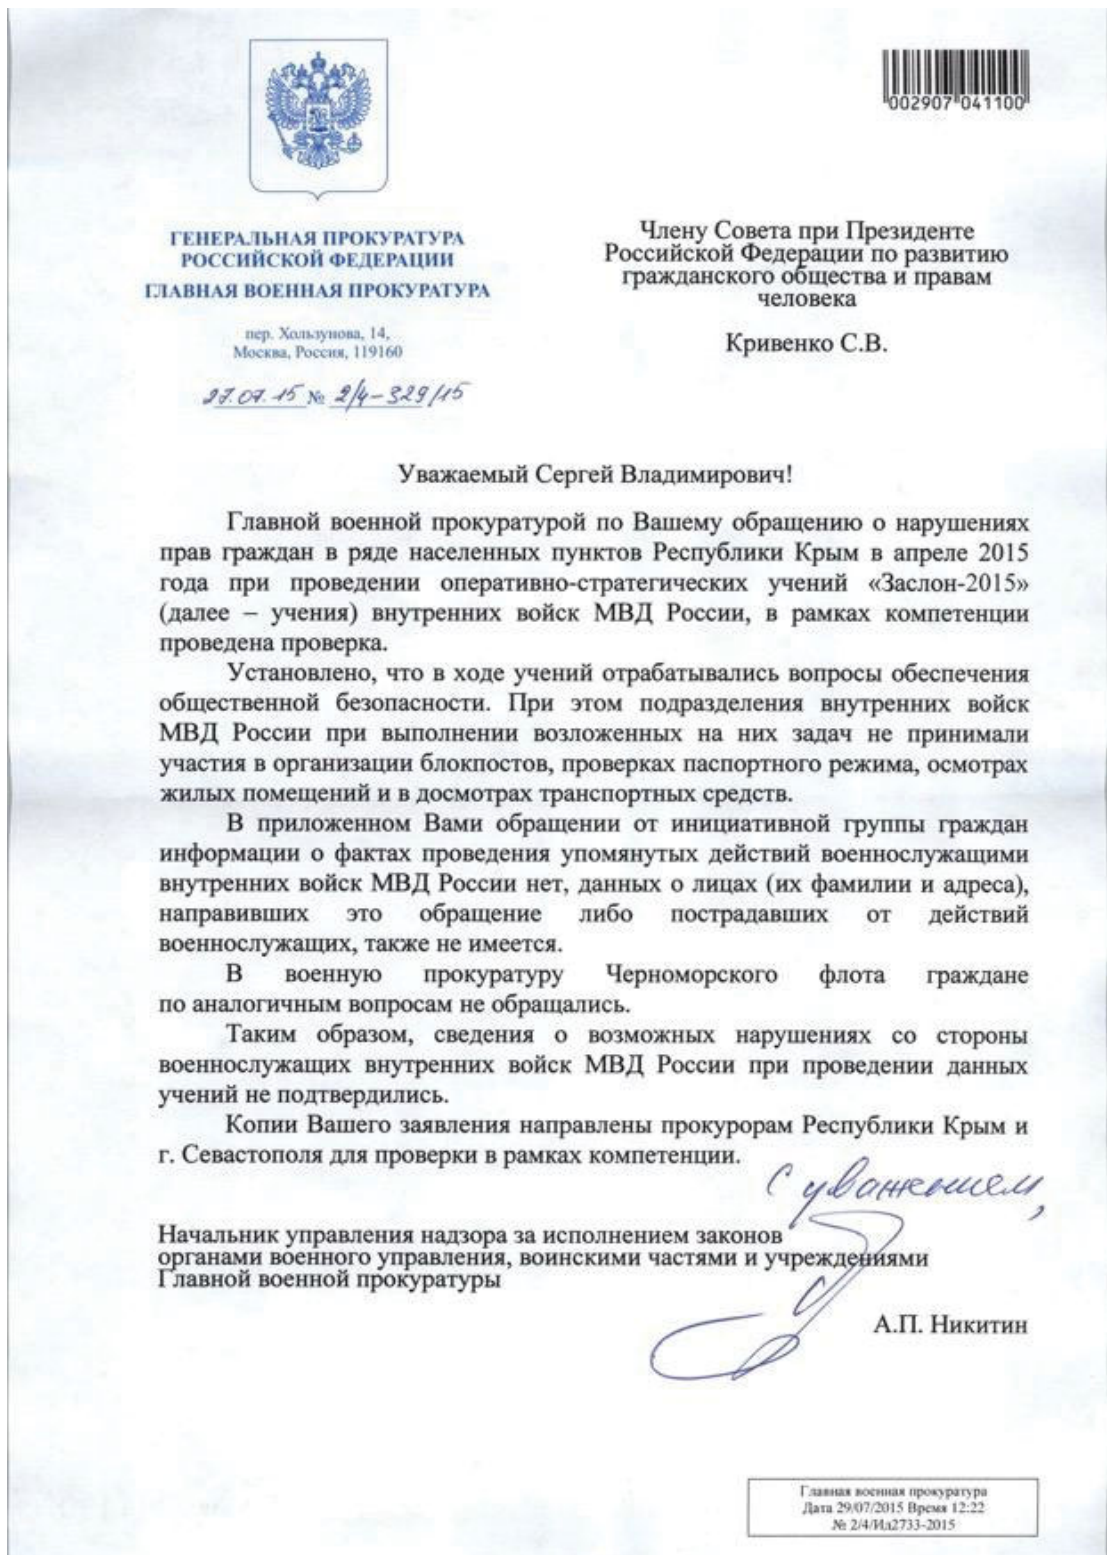 002907 041100
ГЕНЕРАЛЬНАЯ ПРОКУРАТУРА
РОССИЙСКОЙ ФЕДЕРАЦИИ
ГЛАВНАЯ ВОЕННАЯ ПРОКУРАТУРА
пер. Хользунова, 14,
Москва, Россия, 119160
27.07.15 № 2/4-329/15
Члену Совета при Президенте
Российской Федерации по развитию
гражданского общества и правам
человека
Кривенко С.В.
Уважаемый Сергей Владимирович!
Главной военной прокуратурой по Вашему обращению о нарушениях
прав граждан в ряде населенных пунктов Республики Крым в апреле 2015
года при проведении оперативно-стратегических учений «Заслон-2015»
(далее – учения) внутренних войск МВД России, в рамках компетенции
проведена проверка.
Установлено, что в ходе учений отрабатывались вопросы обеспечения
общественной безопасности. При этом подразделения внутренних войск
МВД России при выполнении возложенных на них задач не принимали
участия в организации блокпостов, проверках паспортного режима, осмотрах
жилых помещений и в досмотрах транспортных средств.
В приложенном Вами обращении от инициативной группы граждан
информации о фактах проведения упомянутых действий военнослужащими
внутренних войск МВД России нет, данных о лицах (их фамилии и адреса),
направивших это обращение либо пострадавших от действий
военнослужащих, также не имеется.
В военную прокуратуру Черноморского флота граждане
по аналогичным вопросам не обращались.
Таким образом, сведения о возможных нарушениях со стороны
военнослужащих внутренних войск МВД России при проведении данных
учений не подтвердились.
Копии Вашего заявления направлены прокурорам Республики Крым и
г. Севастополя для проверки в рамках компетенции.
С уважением,
Начальник управления надзора за исполнением законов
органами военного управления, воинскими частями и учреждениями
Главной военной прокуратуры
А.П. Никитин
Главная военная прокуратура
Дата 29/07/2015 Время 12:22
№ 2/4/Ид2733-2015